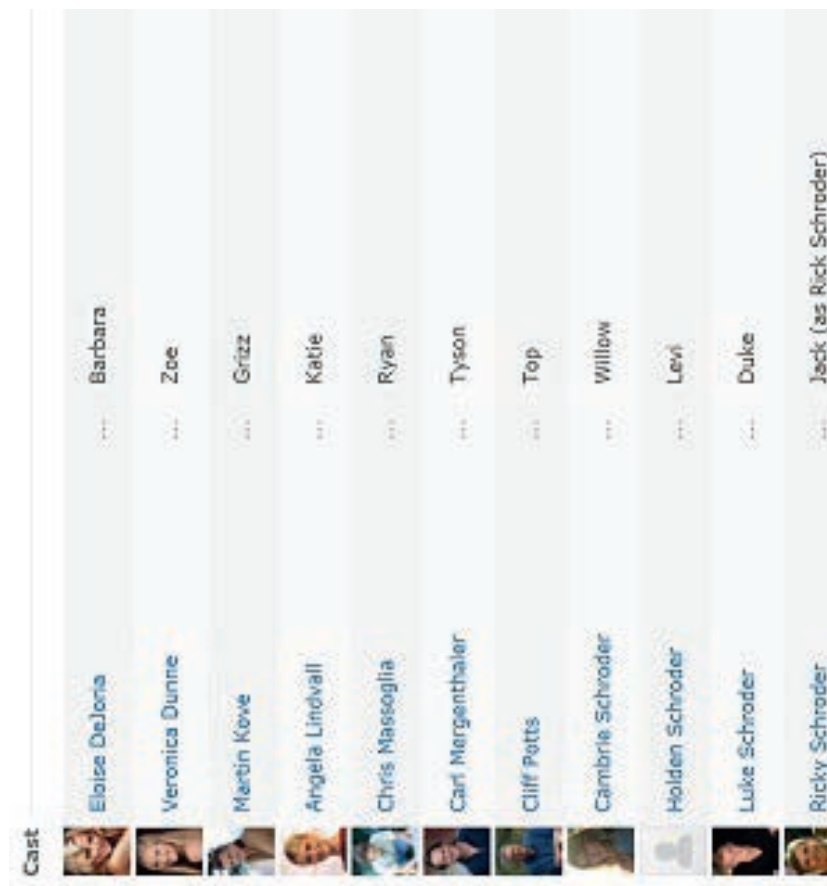 Cast
Eloise DeJoria ... Barbara
Veronica Dunne ... Zoe
Martin Kove ... Grizz
Angela Lindvall ... Katie
Chris Massoglia ... Ryan
Carl Mergenthaler ... Tyson
Cliff Potts ... Top
Cambrie Schroder ... Willow
Holden Schroder ... Levi
Luke Schroder ... Duke
Ricky Schroder ... Jack (as Rick Schroder)